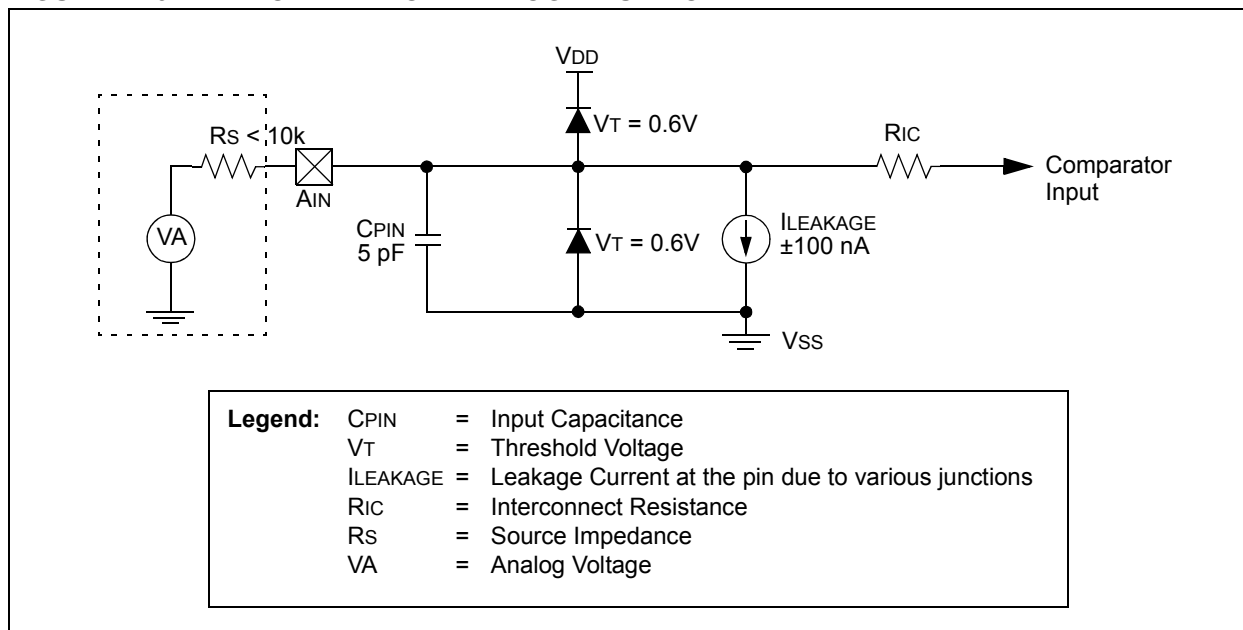 VDD
VT = 0.6V
RS < 10k
RIC
AIN
Comparator
Input
VA
CPIN
5 pF
VT = 0.6V
ILEAKAGE
±100 nA
VSS
Legend: CPIN = Input Capacitance
VT = Threshold Voltage
ILEAKAGE = Leakage Current at the pin due to various junctions
RIC = Interconnect Resistance
RS = Source Impedance
VA = Analog Voltage